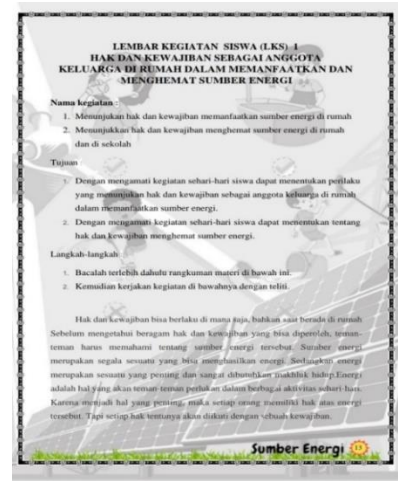 LEMBAR KEGIATAN SISWA (LKS) 1
HAK DAN KEWAJIBAN SEBAGAI ANGGOTA
KELUARGA DI RUMAH DALAM MEMANFAATKAN DAN
MENGHEMAT SUMBER ENERGI
Nama kegiatan :
1. Menunjukan hak dan kewajiban memanfaatkan sumber energi di rumah
2. Menunjukkan hak dan kewajiban menghemat sumber energi di rumah
dan di sekolah
Tujuan
1. Dengan mengamati kegiatan sehari-hari siswa dapat menentukan perilaku
yang menunjukan hak dan kewajiban sebagai anggota keluarga di rumah
dalam memanfaatkan sumber energi.
2. Dengan mengamati kegiatan sehari-hari siswa dapat menentukan tentang
hak dan kewajiban menghemat sumber energi.
Langkah-langkah
1. Bacalah terlebih dahulu rangkuman materi di bawah ini.
2. Kemudian kerjakan kegiatan di bawahnya dengan teliti.
Hak dan kewajiban bisa berlaku di mana saja, bahkan saat berada di rumah
Sebelum mengetahui beragam hak dan kewajiban yang bisa diperoleh, teman-
teman harus memahami tentang sumber energi tersebut. Sumber energi
merupakan segala sesuatu yang bisa menghasilkan energi. Sedangkan energi
merupakan sesuatu yang penting dan sangat dibutuhkan makhluk hidup.Energi
adalah hal yang akan teman-teman perlukan dalam berbagai aktivitas sehari-hari.
Karena menjadi hal yang penting, maka setiap orang memiliki hak atas energi
tersebut. Tapi setiap hak tentunya akan diikuti dengan sebuah kewajiban.
Sumber Energi